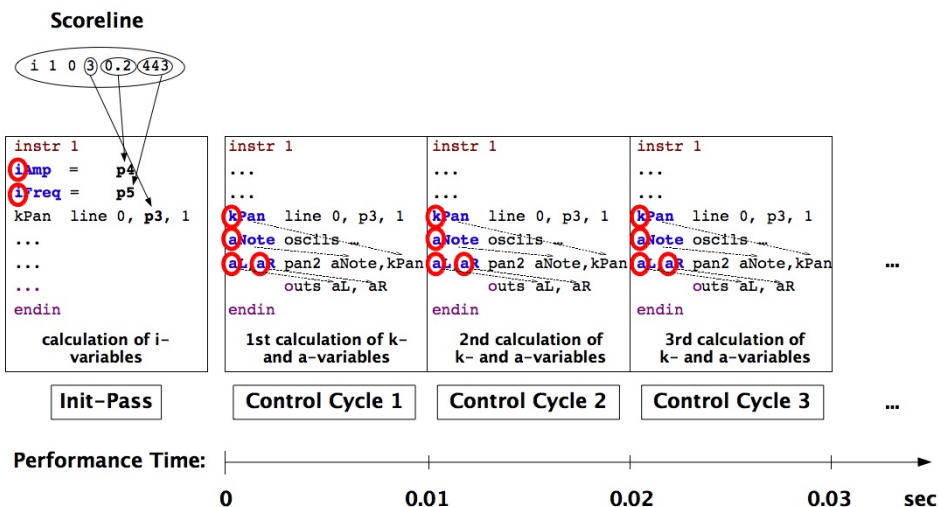 Scoreline
i 1 0 3 0.2 443
instr 1
iAmp = p4
iFreq = p5
kPan line 0, p3, 1
...
...
...
endin
calculation of i-
variables
Init-Pass
instr 1
...
...
kPan line 0, p3, 1
aNote oscils …
aL, aR pan2 aNote,kPan
outs aL, aR
endin
1st calculation of k-
and a-variables
Control Cycle 1
instr 1
...
...
kPan line 0, p3, 1
aNote oscils …
aL, aR pan2 aNote,kPan
outs aL, aR
endin
2nd calculation of
k- and a-variables
Control Cycle 2
instr 1
...
...
kPan line 0, p3, 1
aNote oscils …
aL, aR pan2 aNote,kPan
outs aL, aR
endin
3rd calculation of
k- and a-variables
Control Cycle 3
...
...
Performance Time:
0 0.01 0.02 0.03 sec